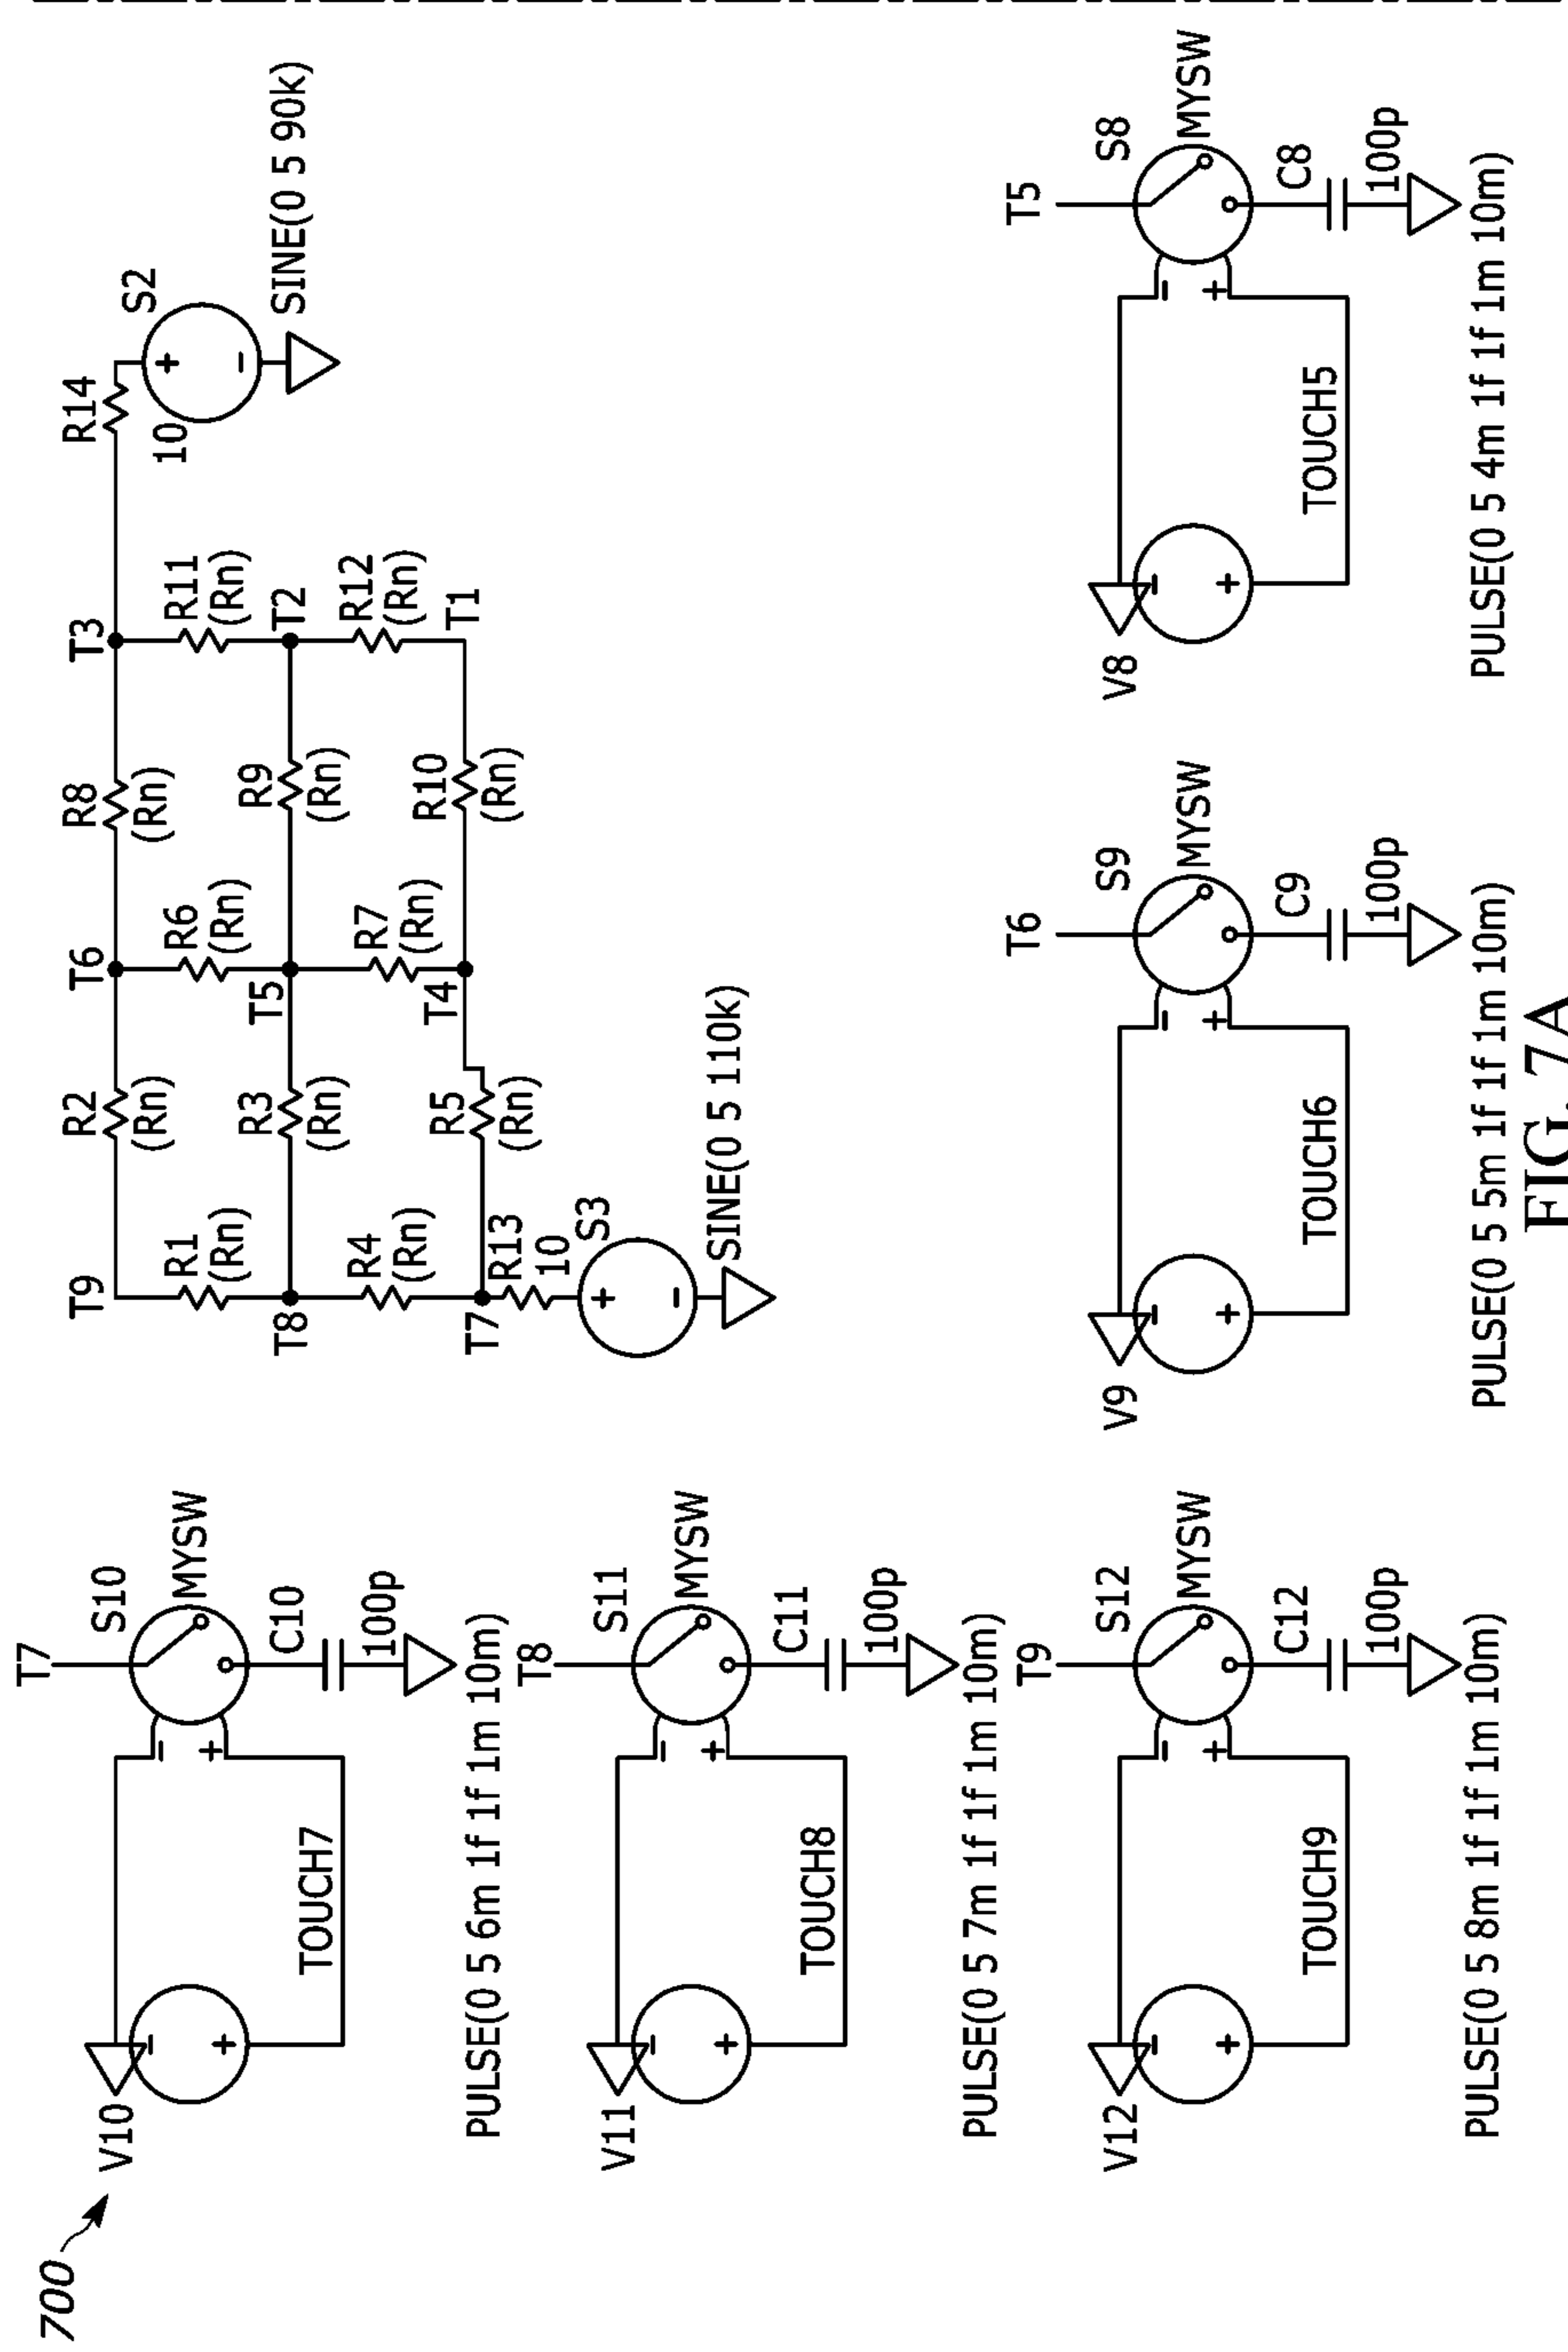 700
V10
TOUCH7
T7
S10
MYSW
C10
100p
PULSE(0 5 6m 1f 1f 1m 10m)
V11
TOUCH8
T8
S11
MYSW
C11
100p
PULSE(0 5 7m 1f 1f 1m 10m)
V12
TOUCH9
T9
S12
MYSW
C12
100p
PULSE(0 5 8m 1f 1f 1m 10m)
T9
R2
(Rn)
T6
R8
(Rn)
T3
R14
10
S2
SINE(0 5 90k)
R1
(Rn)
R6
(Rn)
R11
(Rn)
T8
R3
(Rn)
T5
R9
(Rn)
T2
R4
(Rn)
R7
(Rn)
R12
(Rn)
T7
R5
(Rn)
T4
R10
(Rn)
T1
R13
10
S3
SINE(0 5 110k)
V9
TOUCH6
T6
S9
MYSW
C9
100p
PULSE(0 5 5m 1f 1f 1m 10m)
V8
TOUCH5
T5
S8
MYSW
C8
100p
PULSE(0 5 4m 1f 1f 1m 10m)
FIG. 7A